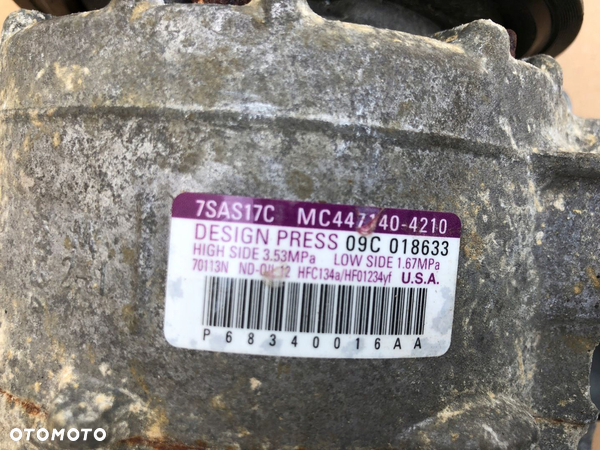 7SAS17C MC447140-4210
DESIGN PRESS 09C 018633
HIGH SIDE 3.53MPa LOW SIDE 1.67MPa
70113N ND-OIL 12 HFC134a/HFO1234yf U.S.A.
P68340016AA
OTOMOTO